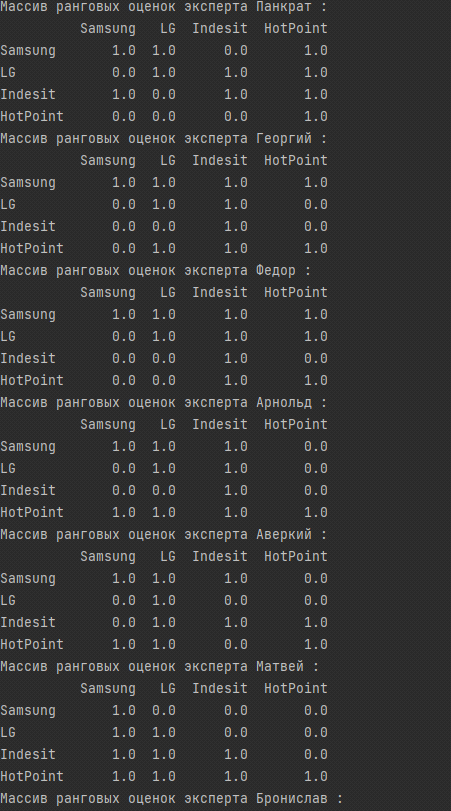 Массив ранговых оценок эксперта Панкрат :
Samsung LG Indesit HotPoint
Samsung 1.0 1.0 0.0 1.0
LG 0.0 1.0 1.0 1.0
Indesit 1.0 0.0 1.0 1.0
HotPoint 0.0 0.0 0.0 1.0
Массив ранговых оценок эксперта Георгий :
Samsung LG Indesit HotPoint
Samsung 1.0 1.0 1.0 1.0
LG 0.0 1.0 1.0 0.0
Indesit 0.0 0.0 1.0 0.0
HotPoint 0.0 1.0 1.0 1.0
Массив ранговых оценок эксперта Федор :
Samsung LG Indesit HotPoint
Samsung 1.0 1.0 1.0 1.0
LG 0.0 1.0 1.0 1.0
Indesit 0.0 0.0 1.0 0.0
HotPoint 0.0 0.0 1.0 1.0
Массив ранговых оценок эксперта Арнольд :
Samsung LG Indesit HotPoint
Samsung 1.0 1.0 1.0 0.0
LG 0.0 1.0 1.0 0.0
Indesit 0.0 0.0 1.0 0.0
HotPoint 1.0 1.0 1.0 1.0
Массив ранговых оценок эксперта Аверкий :
Samsung LG Indesit HotPoint
Samsung 1.0 1.0 1.0 0.0
LG 0.0 1.0 0.0 0.0
Indesit 0.0 1.0 1.0 1.0
HotPoint 1.0 1.0 0.0 1.0
Массив ранговых оценок эксперта Матвей :
Samsung LG Indesit HotPoint
Samsung 1.0 0.0 0.0 0.0
LG 1.0 1.0 0.0 0.0
Indesit 1.0 1.0 1.0 0.0
HotPoint 1.0 1.0 1.0 1.0
Массив ранговых оценок эксперта Бронислав :